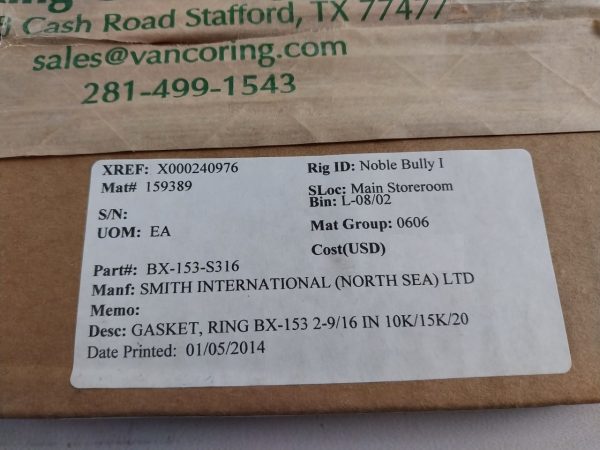 Cash Road Stafford, TX 77477
sales@vancoring.com
281-499-1543
XREF: X000240976
Mat# 159389
S/N:
UOM: EA
Rig ID: Noble Bully I
SLoc: Main Storeroom
Bin: L-08/02
Mat Group: 0606
Cost(USD)
Part#: BX-153-S316
Manf: SMITH INTERNATIONAL (NORTH SEA) LTD
Memo:
Desc: GASKET, RING BX-153 2-9/16 IN 10K/15K/20
Date Printed: 01/05/2014